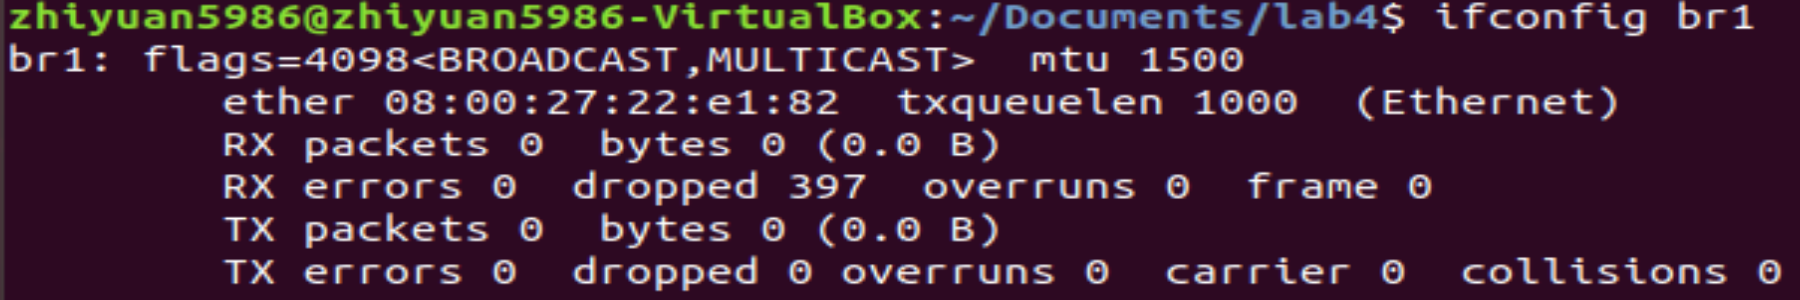 zhiyuan5986@zhiyuan5986-VirtualBox:~/Documents/lab4$ ifconfig br1
br1: flags=4098<BROADCAST,MULTICAST>  mtu 1500
        ether 08:00:27:22:e1:82  txqueuelen 1000  (Ethernet)
        RX packets 0  bytes 0 (0.0 B)
        RX errors 0  dropped 397  overruns 0  frame 0
        TX packets 0  bytes 0 (0.0 B)
        TX errors 0  dropped 0 overruns 0  carrier 0  collisions 0